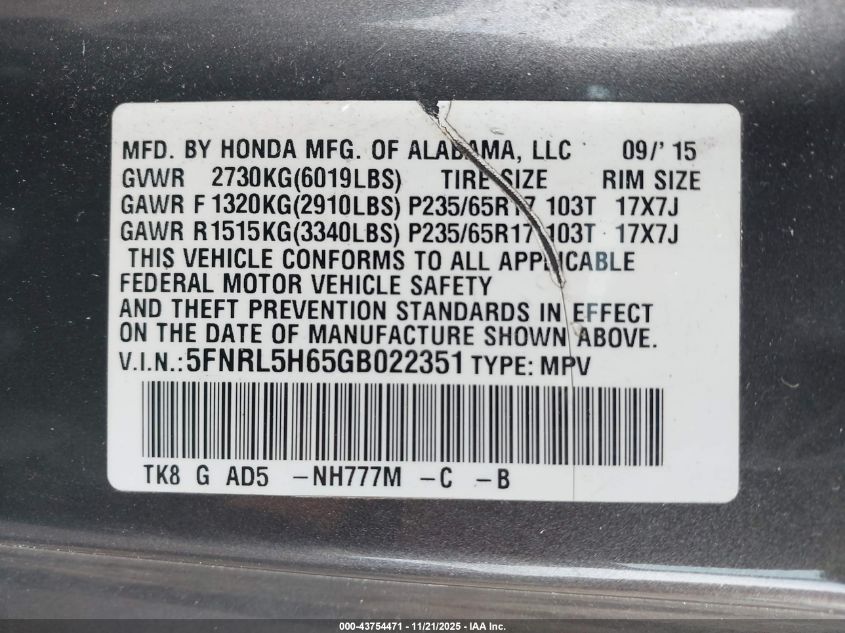 MFD. BY HONDA MFG. OF ALABAMA, LLC 09/' 15
GVWR 2730KG(6019LBS) TIRE SIZE RIM SIZE
GAWR F 1320KG(2910LBS) P235/65R17 103T 17X7J
GAWR R 1515KG(3340LBS) P235/65R17 103T 17X7J
THIS VEHICLE CONFORMS TO ALL APPLICABLE
FEDERAL MOTOR VEHICLE SAFETY
AND THEFT PREVENTION STANDARDS IN EFFECT
ON THE DATE OF MANUFACTURE SHOWN ABOVE.
V.I.N.: 5FNRL5H65GB022351 TYPE: MPV
TK8 G AD5 -NH777M -C -B
000-43754471 - 11/21/2025 - IAA Inc.